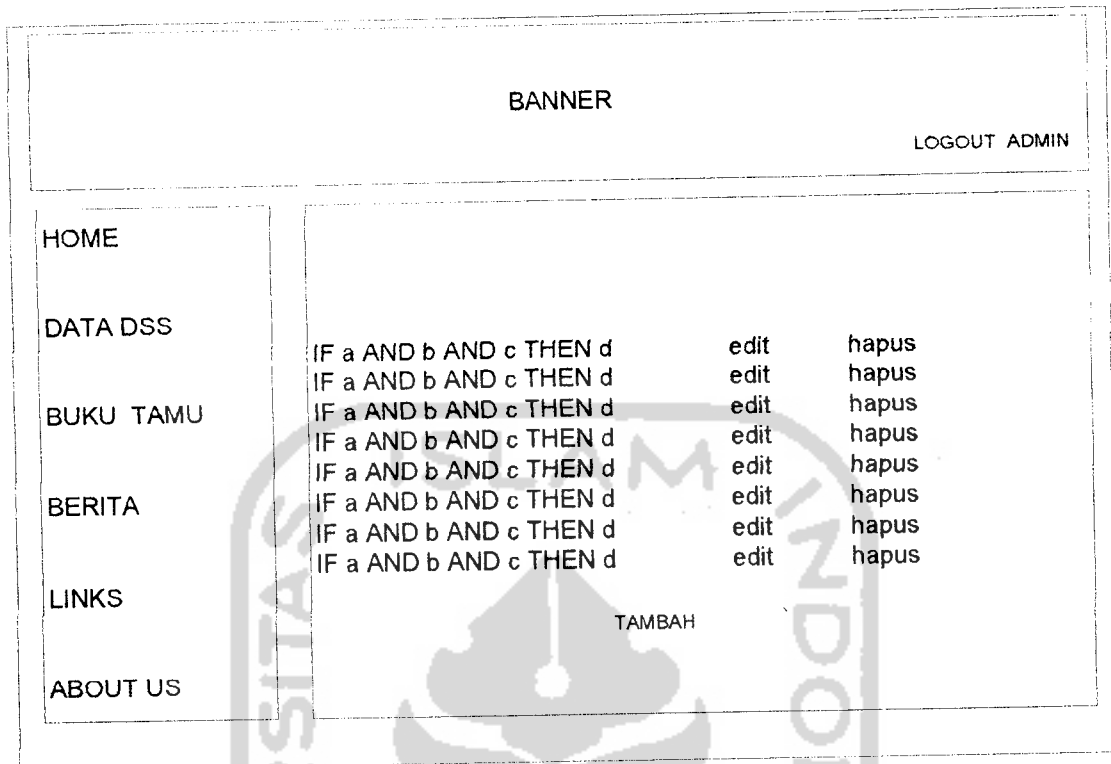 BANNER
LOGOUT ADMIN
HOME
DATA DSS
BUKU TAMU
BERITA
LINKS
ABOUT US
IF a AND b AND c THEN d edit hapus
IF a AND b AND c THEN d edit hapus
IF a AND b AND c THEN d edit hapus
IF a AND b AND c THEN d edit hapus
IF a AND b AND c THEN d edit hapus
IF a AND b AND c THEN d edit hapus
IF a AND b AND c THEN d edit hapus
IF a AND b AND c THEN d edit hapus
TAMBAH
ISLAM